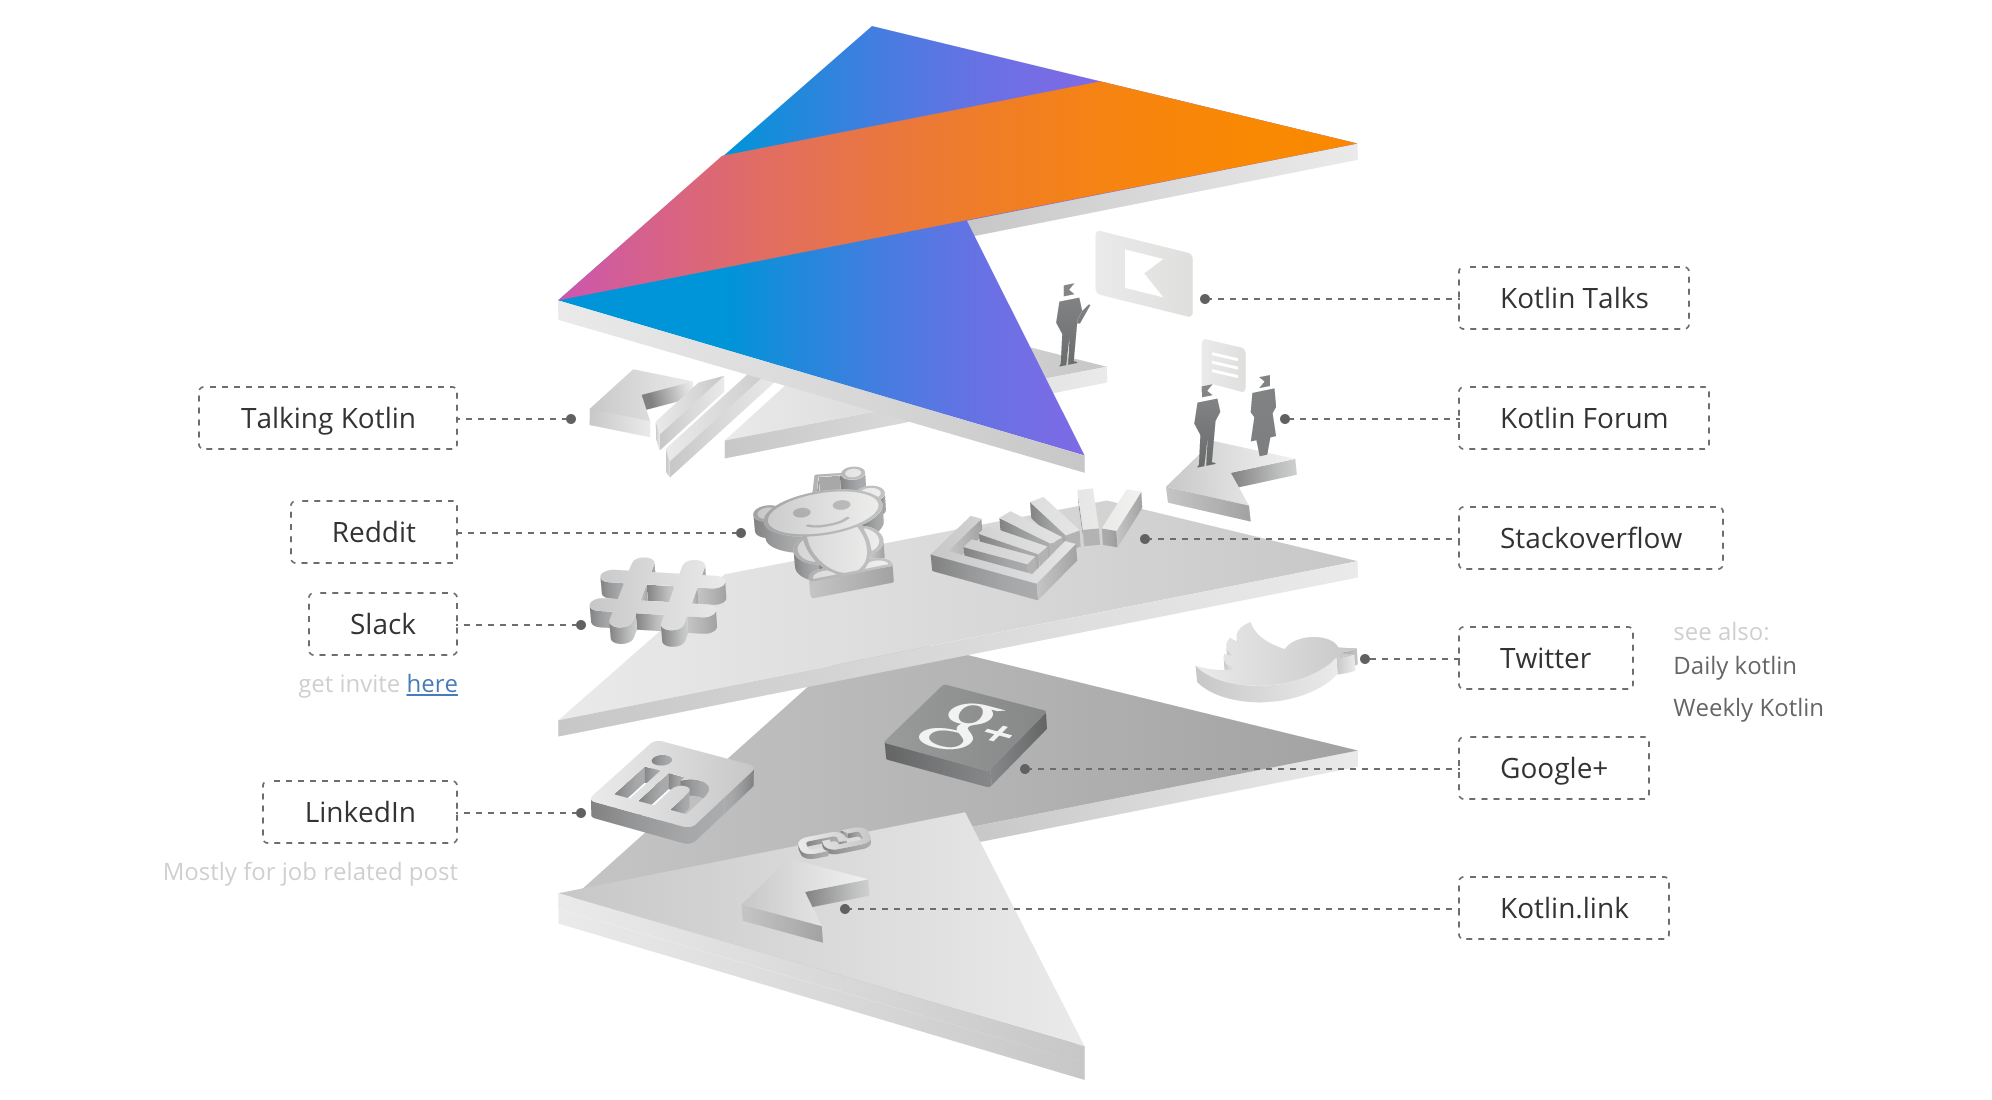 Kotlin Talks
Talking Kotlin
Kotlin Forum
Reddit
Stackoverflow
Slack
get invite here
Twitter
see also:
Daily kotlin
Weekly Kotlin
g+
Google+
in
LinkedIn
Mostly for job related post
Kotlin.link